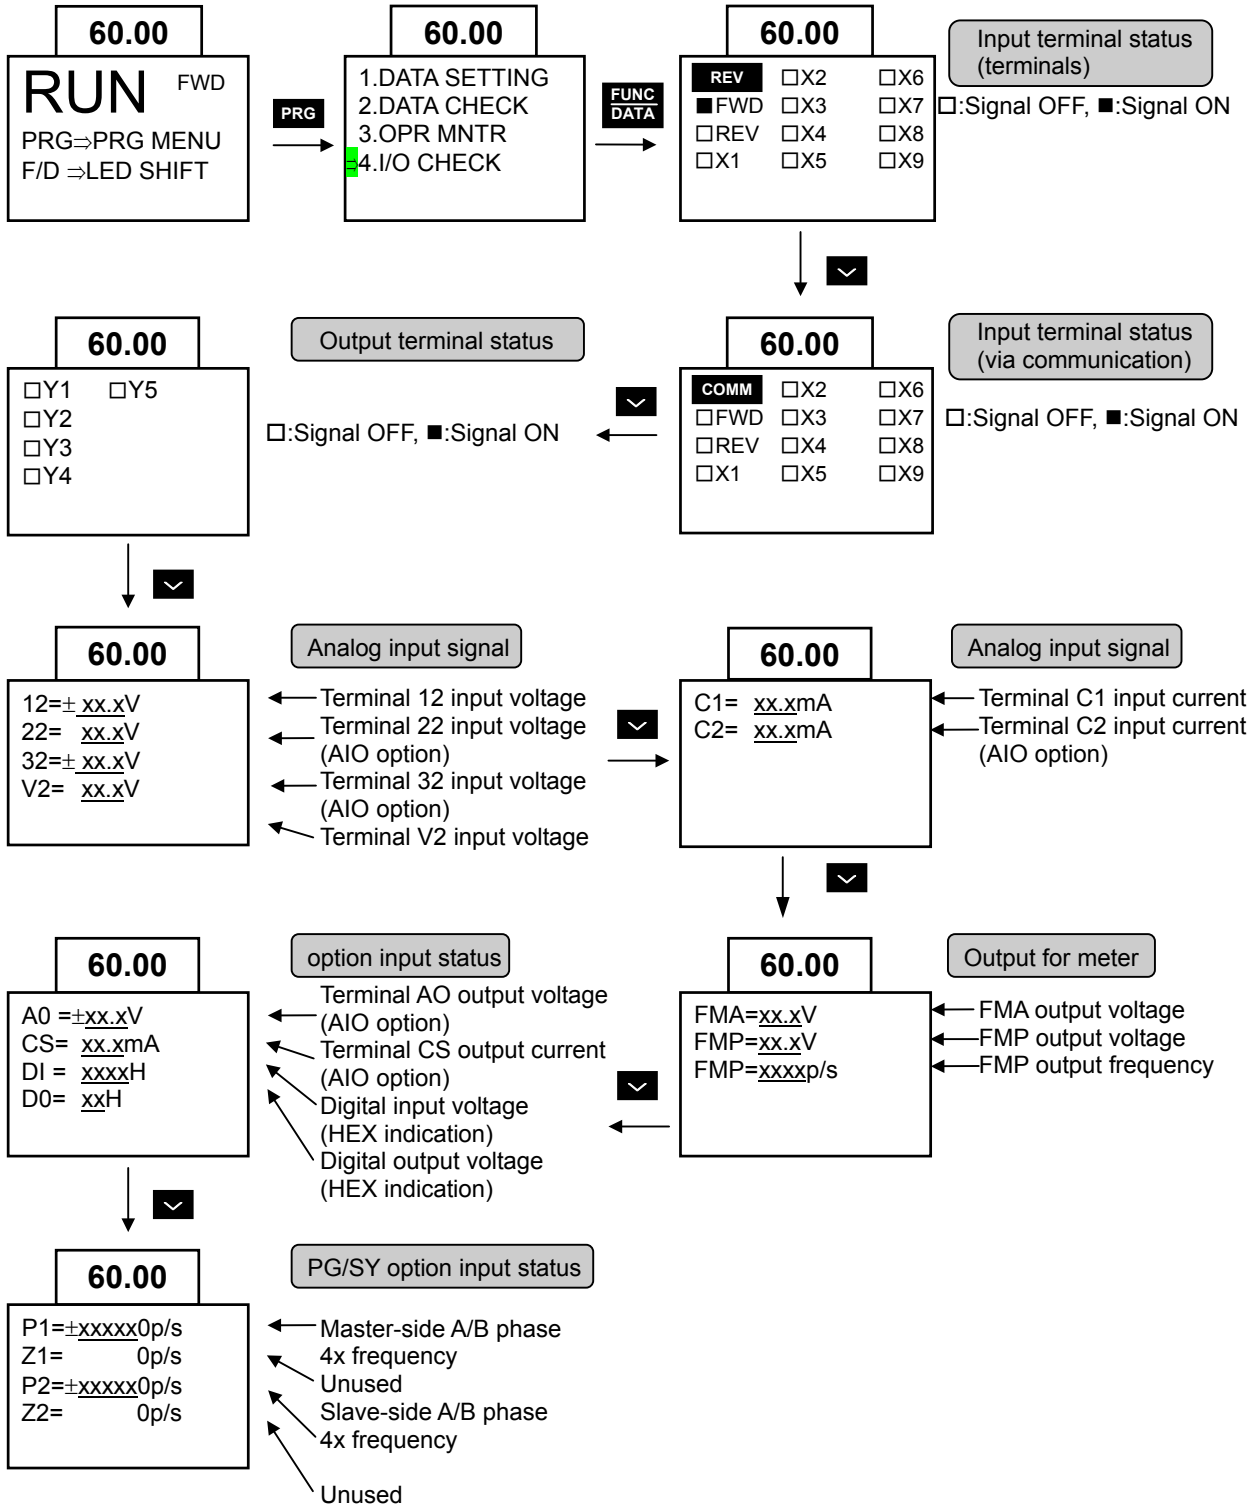 60.00
RUN FWD
PRG⇒PRG MENU
F/D ⇒LED SHIFT
PRG
60.00
1.DATA SETTING
2.DATA CHECK
3.OPR MNTR
⇒4.I/O CHECK
FUNC
DATA
60.00
REV □X2 □X6
■FWD □X3 □X7
□REV □X4 □X8
□X1 □X5 □X9
Input terminal status
(terminals)
□:Signal OFF, ■:Signal ON
60.00
□Y1 □Y5
□Y2
□Y3
□Y4
Output terminal status
□:Signal OFF, ■:Signal ON
60.00
COMM □X2 □X6
□FWD □X3 □X7
□REV □X4 □X8
□X1 □X5 □X9
Input terminal status
(via communication)
□:Signal OFF, ■:Signal ON
60.00
12=± xx.xV
22= xx.xV
32=± xx.xV
V2= xx.xV
Analog input signal
Terminal 12 input voltage
Terminal 22 input voltage
(AIO option)
Terminal 32 input voltage
(AIO option)
Terminal V2 input voltage
60.00
C1= xx.xmA
C2= xx.xmA
Analog input signal
Terminal C1 input current
Terminal C2 input current
(AIO option)
60.00
A0 =±xx.xV
CS= xx.xmA
DI = xxxxH
D0= xxH
option input status
Terminal AO output voltage
(AIO option)
Terminal CS output current
(AIO option)
Digital input voltage
(HEX indication)
Digital output voltage
(HEX indication)
60.00
FMA=xx.xV
FMP=xx.xV
FMP=xxxxp/s
Output for meter
FMA output voltage
FMP output voltage
FMP output frequency
60.00
P1=±xxxxx0p/s
Z1= 0p/s
P2=±xxxxx0p/s
Z2= 0p/s
PG/SY option input status
Master-side A/B phase
4x frequency
Unused
Slave-side A/B phase
4x frequency
Unused